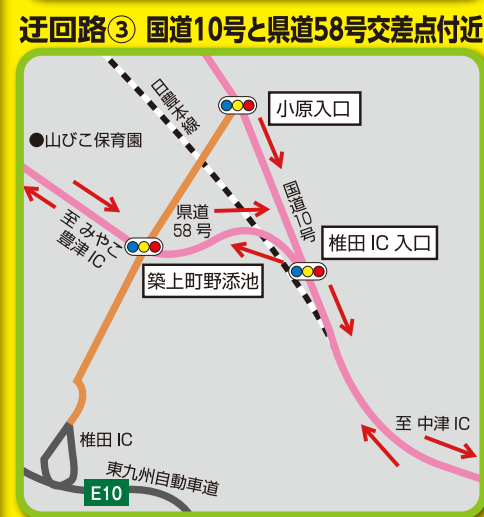 迂回路③ 国道10号と県道58号交差点付近
日豊本線
小原入口
●山びこ保育園
国道10号
県道
58号
至 みやこ
豊津IC
椎田 IC 入口
築上町野添池
至 中津 IC
椎田 IC
東九州自動車道
E10